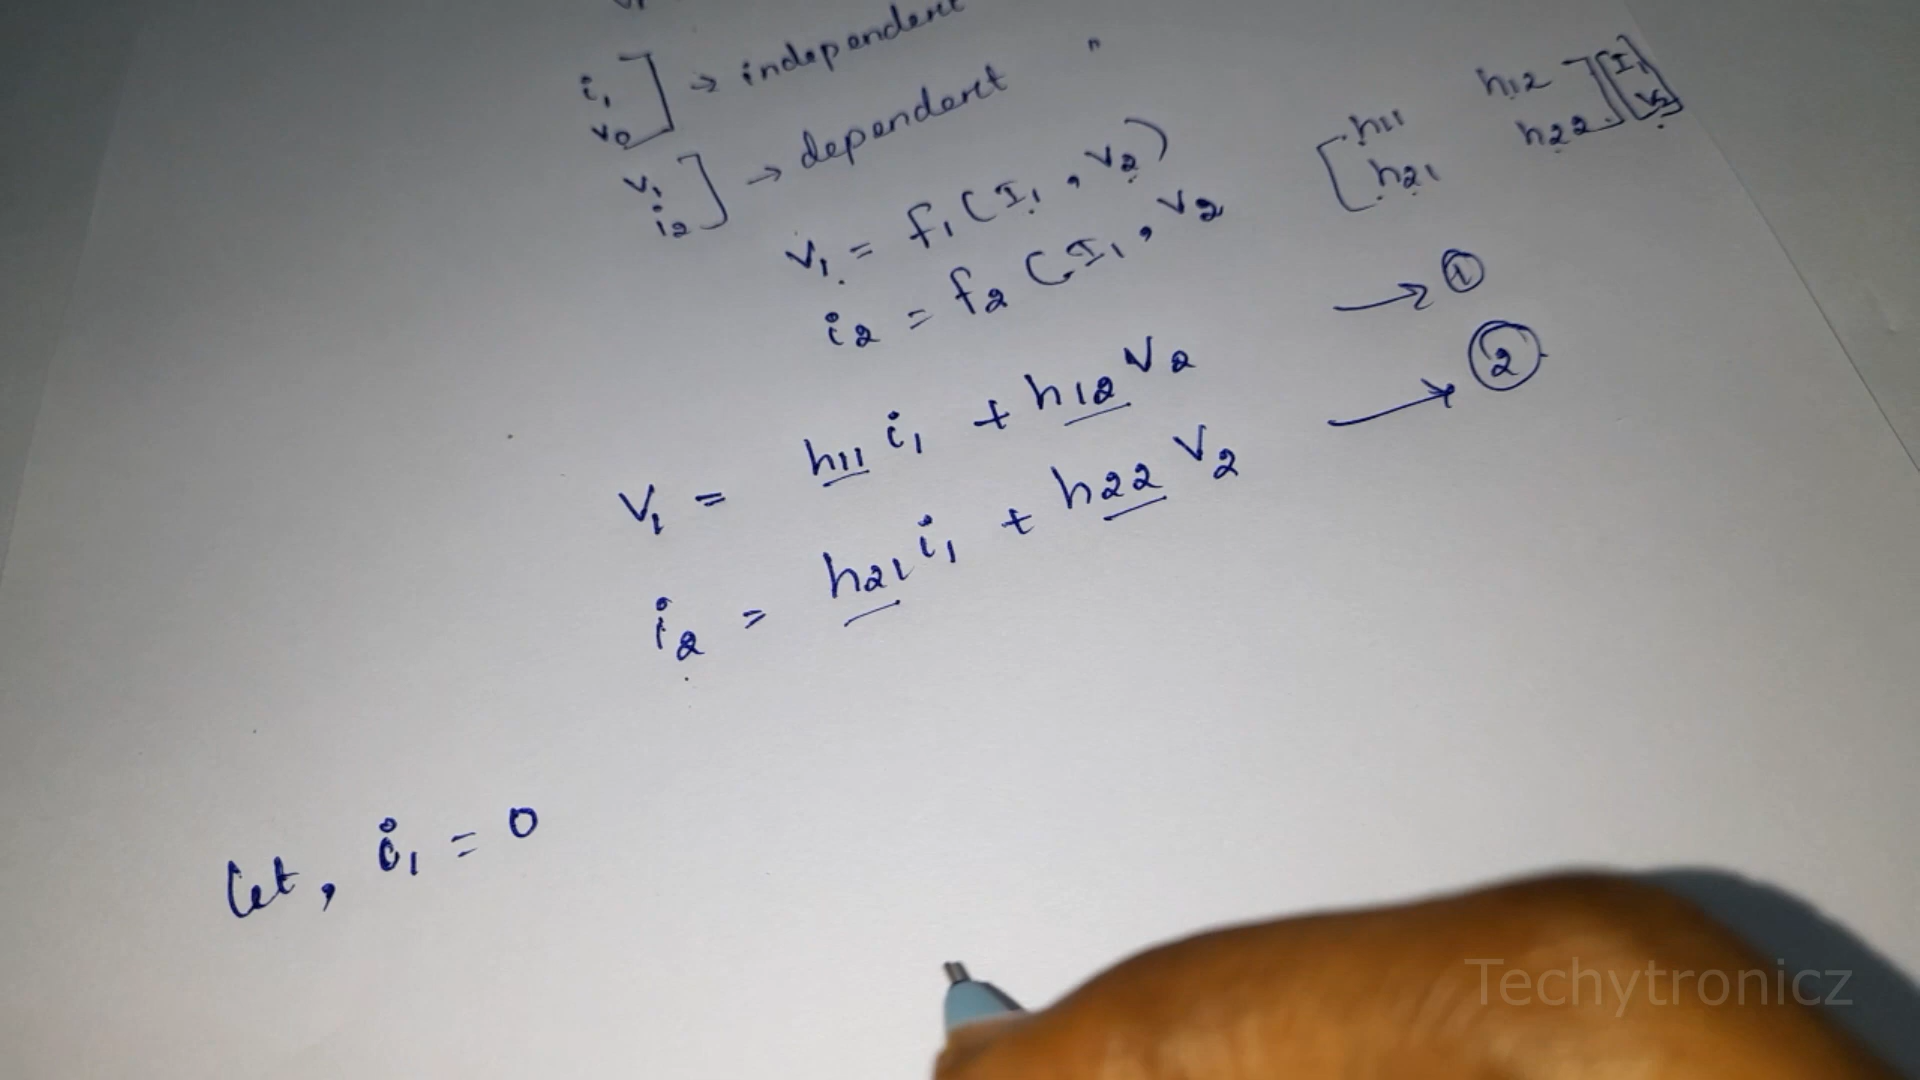 i1
v2 ] → independent "
v1
i2 ] → dependent
V1 = f1 (I1, V2)
i2 = f2 (I1, V2
[ h11 h12
h21 h22 ] [ I1
V2 ]
V1 = h11 i1 + h12 V2 → ①
i2 = h21 i1 + h22 V2 → ②
Let, i1 = 0
Techytronicz